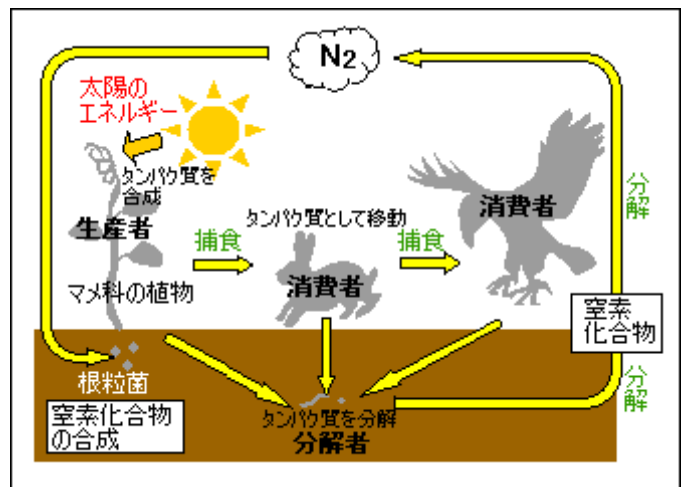 N2
太陽の
エネルギー
タンパク質を
合成
生産者
捕食
タンパク質として移動
捕食
消費者
消費者
分解
マメ科の植物
窒素
化合物
根粒菌
窒素化合物
の合成
タンパク質を分解
分解者
分解